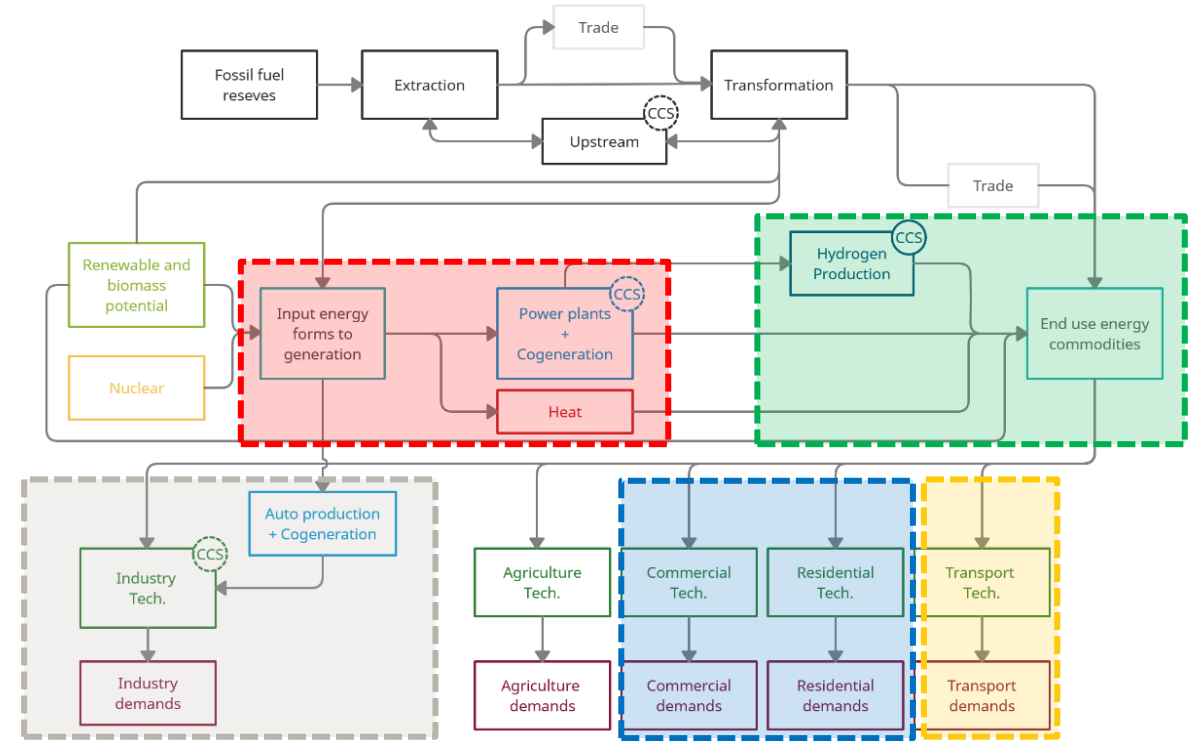 Trade
Fossil fuel
reseves
Extraction
Transformation
CCS
Upstream
Trade
Renewable and
biomass
potential
Nuclear
Input energy
forms to
generation
CCS
Power plants
+
Cogeneration
Heat
CCS
Hydrogen
Production
End use energy
commodities
Auto production
+ Cogeneration
CCS
Industry
Tech.
Industry
demands
Agriculture
Tech.
Commercial
Tech.
Residential
Tech.
Transport
Tech.
Agriculture
demands
Commercial
demands
Residential
demands
Transport
demands